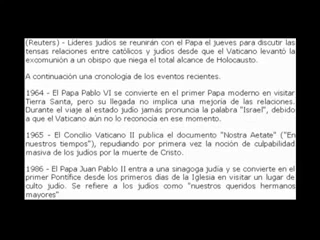 (Reuters) - Lideres judios se reunirán con el Papa el jueves para discutir las
tensas relaciones entre católicos y judios desde que el Vaticano levantó la
excomunión a un obispo que niega el total alcance de Holocausto.
A continuación una cronologia de los eventos recientes.
1964 - El Papa Pablo VI se convierte en el primer Papa moderno en visitar
Tierra Santa, pero su llegada no implica una mejoría de las relaciones.
Durante el viaje al estado judio jamás pronuncia la palabra "Israel", debido
a que el Vaticano aún no lo reconocía en ese momento.
1965 - El Concilio Vaticano II publica el documento "Nostra Aetate" ("En
nuestros tiempos"), repudiando por primera vez la noción de culpabilidad
masiva de los judíos por la muerte de Cristo.
1986 - El Papa Juan Pablo II entra a una sinagoga judía y se convierte en el
primer Pontífice desde los primeros días de la Iglesia en visitar un lugar de
culto judio. Se refiere a los judíos como "nuestros queridos hermanos
mayores"